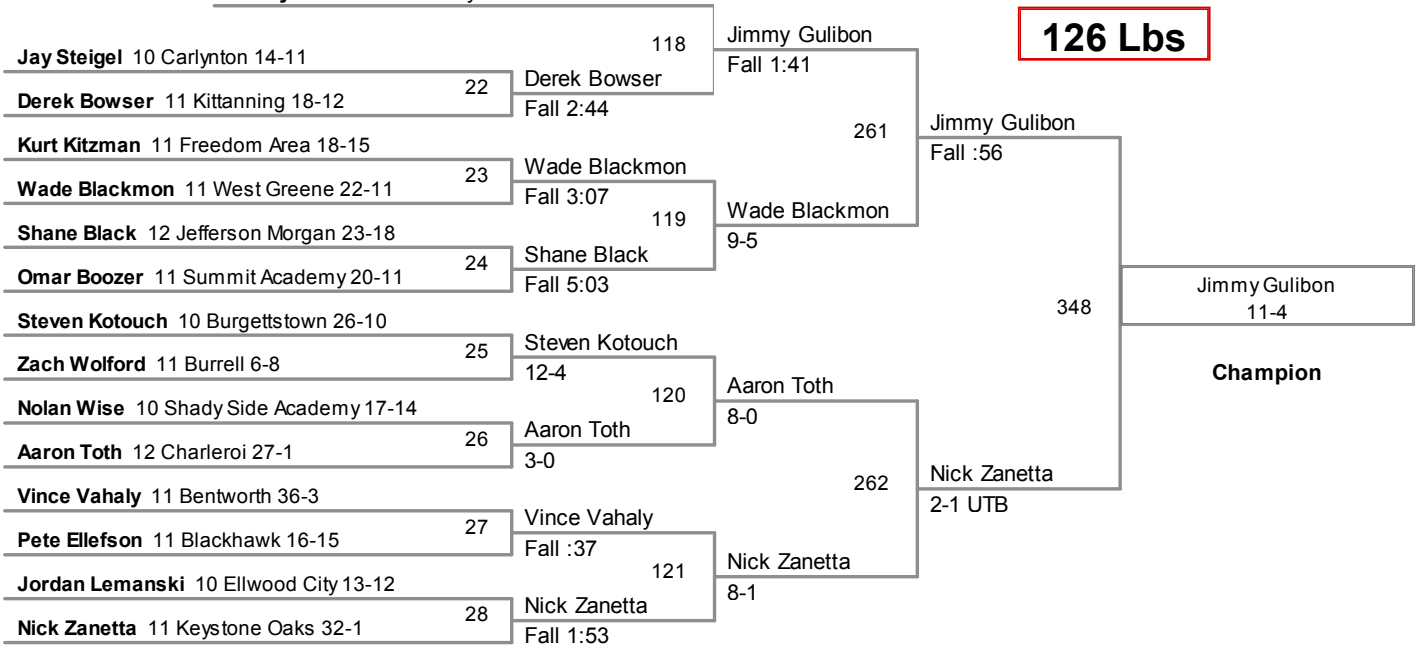 126 Lbs
Jay Steigel 10 Carlynton 14-11
Derek Bowser 11 Kittanning 18-12
Kurt Kitzman 11 Freedom Area 18-15
Wade Blackmon 11 West Greene 22-11
Shane Black 12 Jefferson Morgan 23-18
Omar Boozer 11 Summit Academy 20-11
Steven Kotouch 10 Burgettstown 26-10
Zach Wolford 11 Burrell 6-8
Nolan Wise 10 Shady Side Academy 17-14
Aaron Toth 12 Charleroi 27-1
Vince Vahaly 11 Bentworth 36-3
Pete Ellefson 11 Blackhawk 16-15
Jordan Lemanski 10 Ellwood City 13-12
Nick Zanetta 11 Keystone Oaks 32-1
22
23
24
25
26
27
28
Derek Bowser
Fall 2:44
Wade Blackmon
Fall 3:07
Shane Black
Fall 5:03
Steven Kotouch
12-4
Aaron Toth
3-0
Vince Vahaly
Fall :37
Nick Zanetta
Fall 1:53
118
119
120
121
Jimmy Gulibon
Fall 1:41
Wade Blackmon
9-5
Aaron Toth
8-0
Nick Zanetta
8-1
261
262
Jimmy Gulibon
Fall :56
Nick Zanetta
2-1 UTB
348
Jimmy Gulibon
11-4
Champion